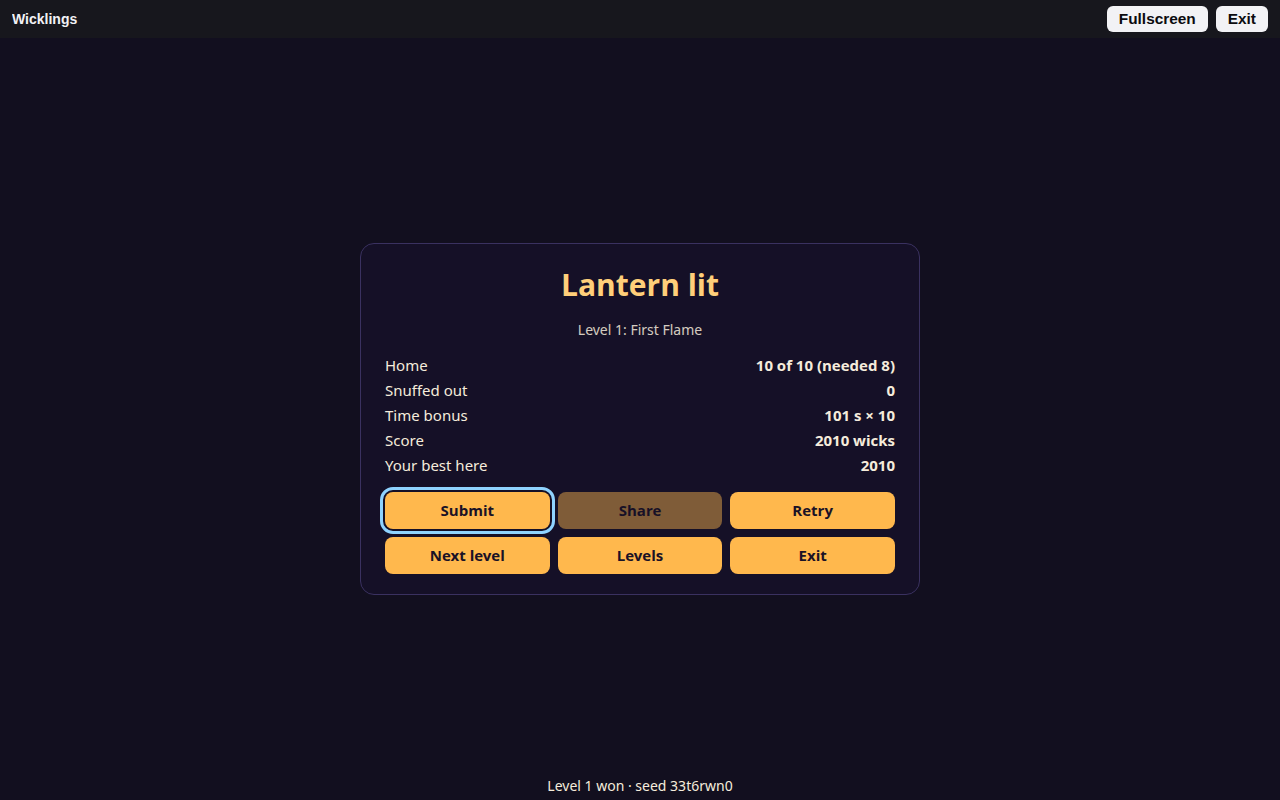 Wicklings
Fullscreen Exit
Lantern lit
Level 1: First Flame
Home 10 of 10 (needed 8)
Snuffed out 0
Time bonus 101 s × 10
Score 2010 wicks
Your best here 2010
Submit Share Retry
Next level Levels Exit
Level 1 won · seed 33t6rwn0